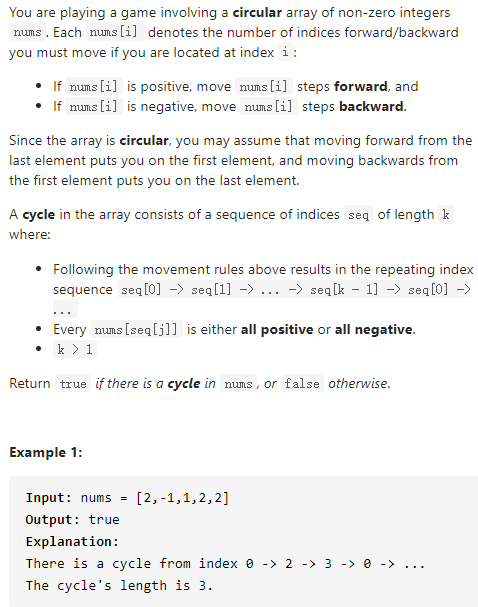 You are playing a game involving a circular array of non-zero integers
nums . Each nums[i] denotes the number of indices forward/backward
you must move if you are located at index i :
• If nums[i] is positive, move nums[i] steps forward, and
• If nums[i] is negative, move nums[i] steps backward.
Since the array is circular, you may assume that moving forward from the
last element puts you on the first element, and moving backwards from
the first element puts you on the last element.
A cycle in the array consists of a sequence of indices seq of length k
where:
• Following the movement rules above results in the repeating index
sequence seq[0] -> seq[1] -> ... -> seq[k - 1] -> seq[0] ->
...
• Every nums[seq[j]] is either all positive or all negative.
• k > 1
Return true if there is a cycle in nums , or false otherwise.
Example 1:
Input: nums = [2,-1,1,2,2]
Output: true
Explanation:
There is a cycle from index 0 -> 2 -> 3 -> 0 -> ...
The cycle's length is 3.